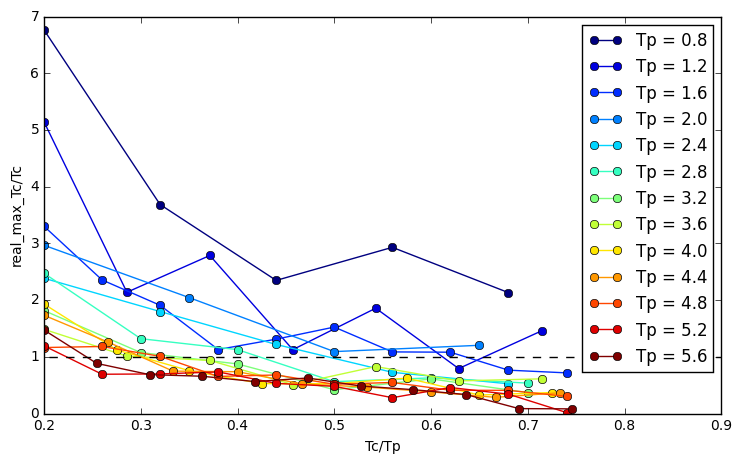 7
6
5
4
3
2
1
0
real_max_Tc/Tc
0.2 0.3 0.4 0.5 0.6 0.7 0.8 0.9
Tc/Tp
Tp = 0.8
Tp = 1.2
Tp = 1.6
Tp = 2.0
Tp = 2.4
Tp = 2.8
Tp = 3.2
Tp = 3.6
Tp = 4.0
Tp = 4.4
Tp = 4.8
Tp = 5.2
Tp = 5.6